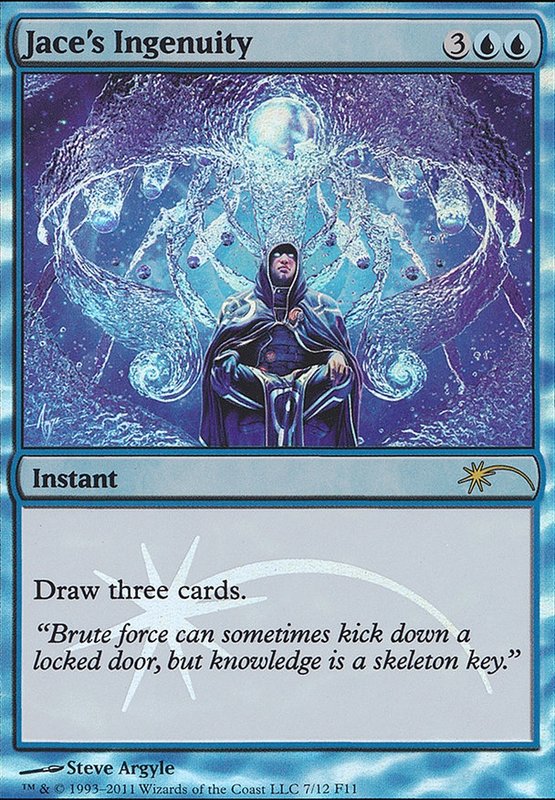 Jace's Ingenuity 3
Instant
Draw three cards.
“Brute force can sometimes kick down a
locked door, but knowledge is a skeleton key.”
Steve Argyle
™ & © 1993–2011 Wizards of the Coast LLC 7/12 F11